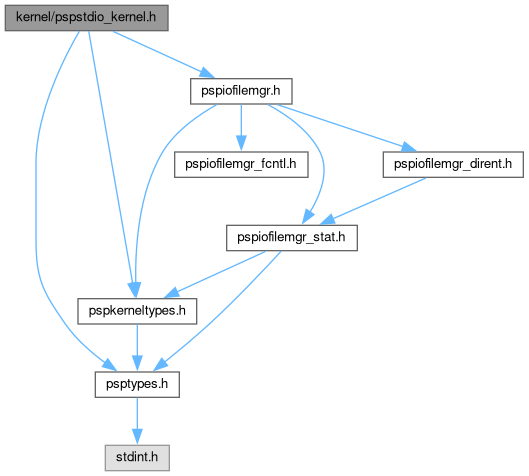 kernel/pspstdio_kernel.h
pspiofilemgr.h
pspiofilemgr_fcntl.h
pspiofilemgr_dirent.h
pspiofilemgr_stat.h
pspkerneltypes.h
psptypes.h
stdint.h